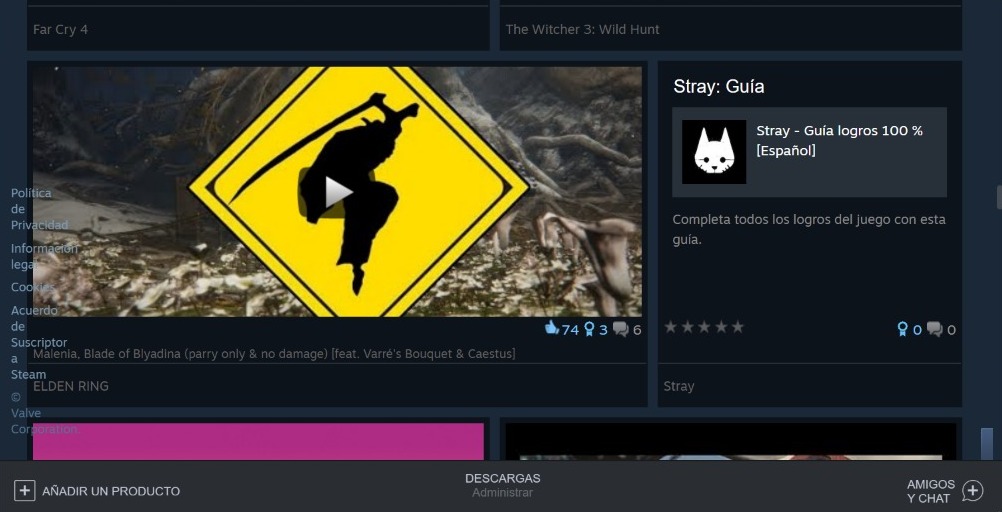 Far Cry 4
The Witcher 3: Wild Hunt
Stray: Guía
Stray - Guía logros 100 %
[Español]
Completa todos los logros del juego con esta
guía.
74 3 6
0 0
Malenia, Blade of Blyadina (parry only & no damage) [feat. Varré's Bouquet & Caestus]
ELDEN RING
Stray
Política
de
Privacidad
Información
legal
Cookies
Acuerdo
de
Suscriptor
a
Steam
©
Valve
Corporation.
AÑADIR UN PRODUCTO
DESCARGAS
Administrar
AMIGOS
Y CHAT